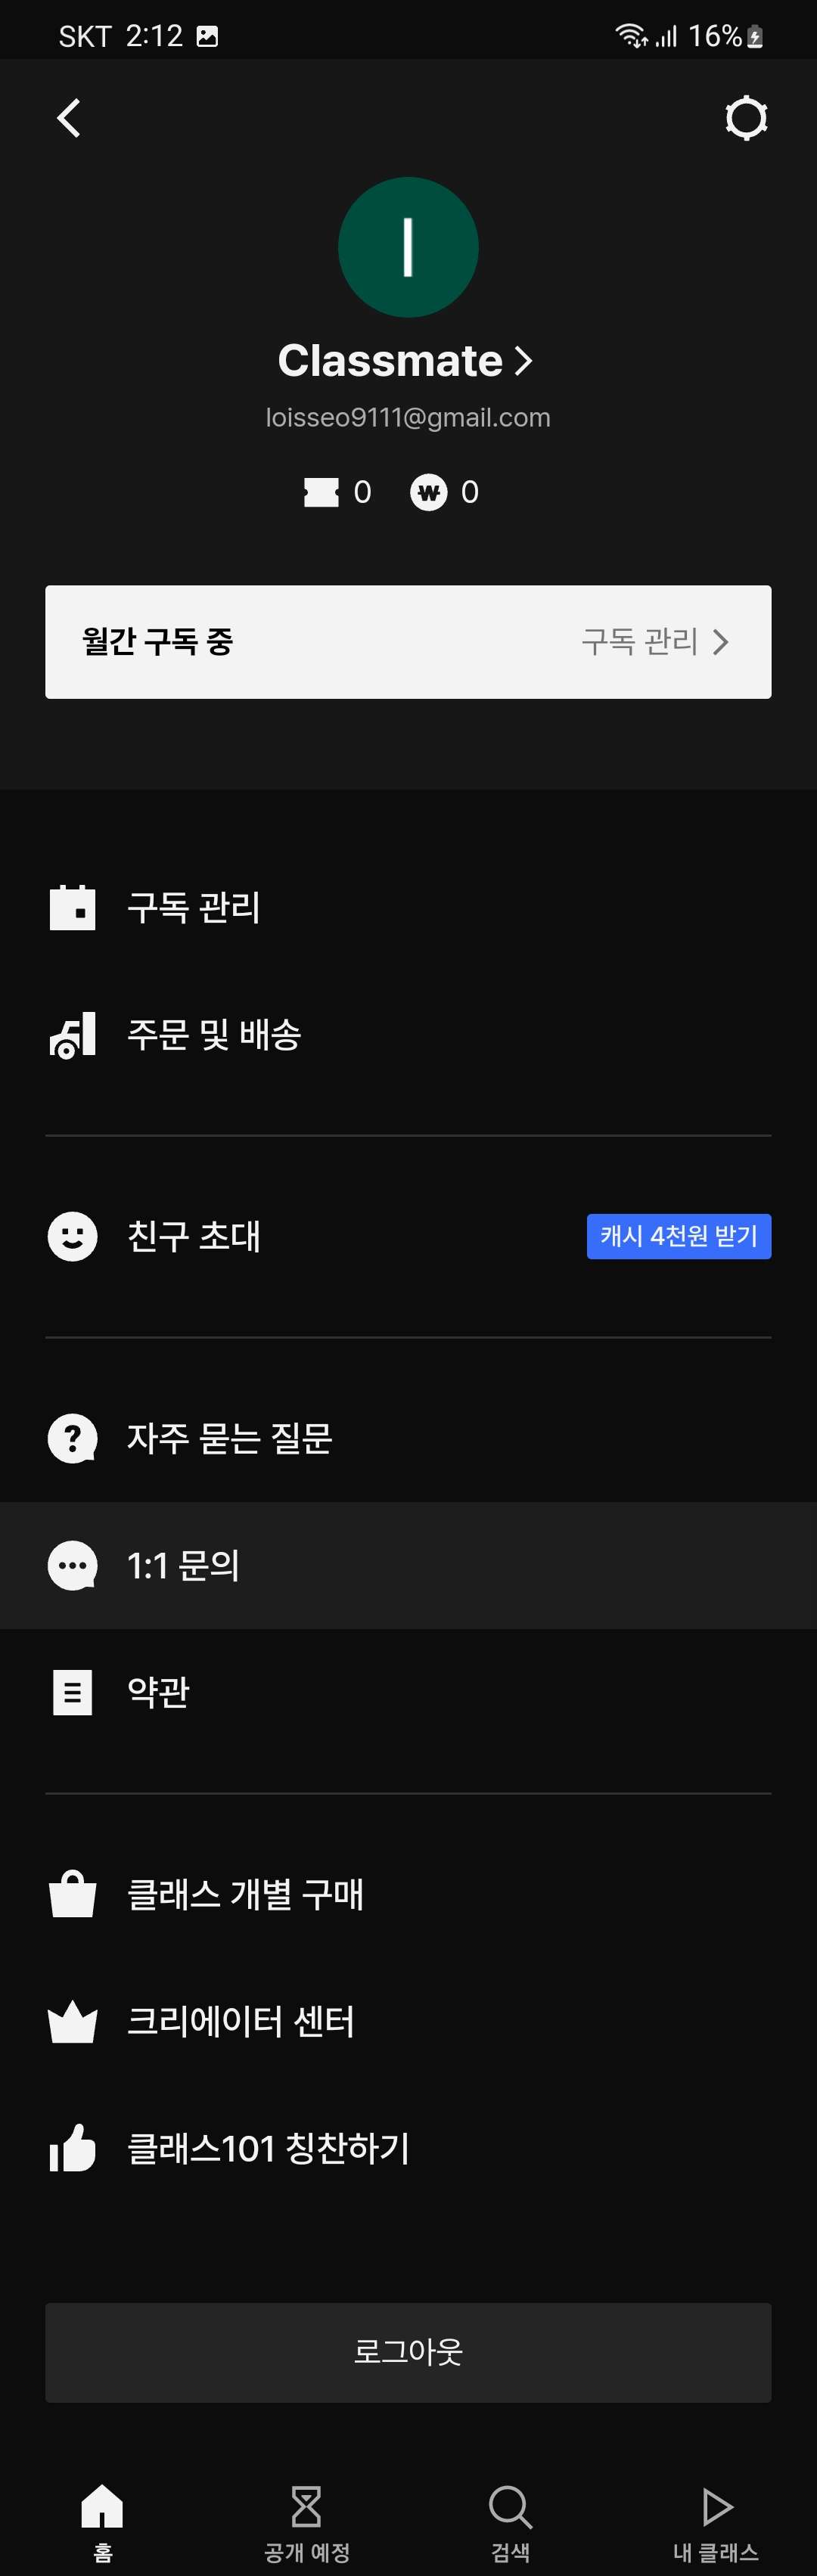 SKT 2:12 16%
I
Classmate
loisseo9111@gmail.com
0 0
월간 구독 중 구독 관리
구독 관리
주문 및 배송
친구 초대 캐시 4천원 받기
자주 묻는 질문
1:1 문의
약관
클래스 개별 구매
크리에이터 센터
클래스101 칭찬하기
로그아웃
홈 공개 예정 검색 내 클래스